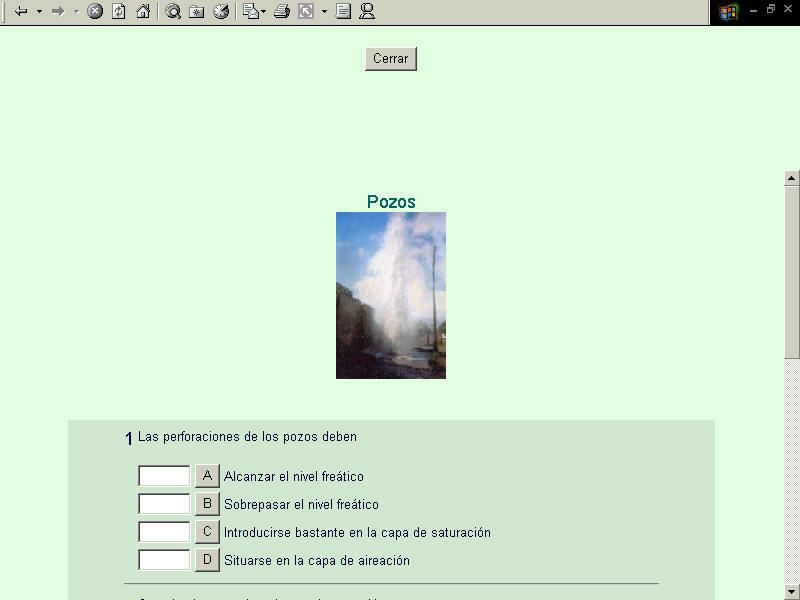 Cerrar
Pozos
1 Las perforaciones de los pozos deben
A Alcanzar el nivel freático
B Sobrepasar el nivel freático
C Introducirse bastante en la capa de saturación
D Situarse en la capa de aireación